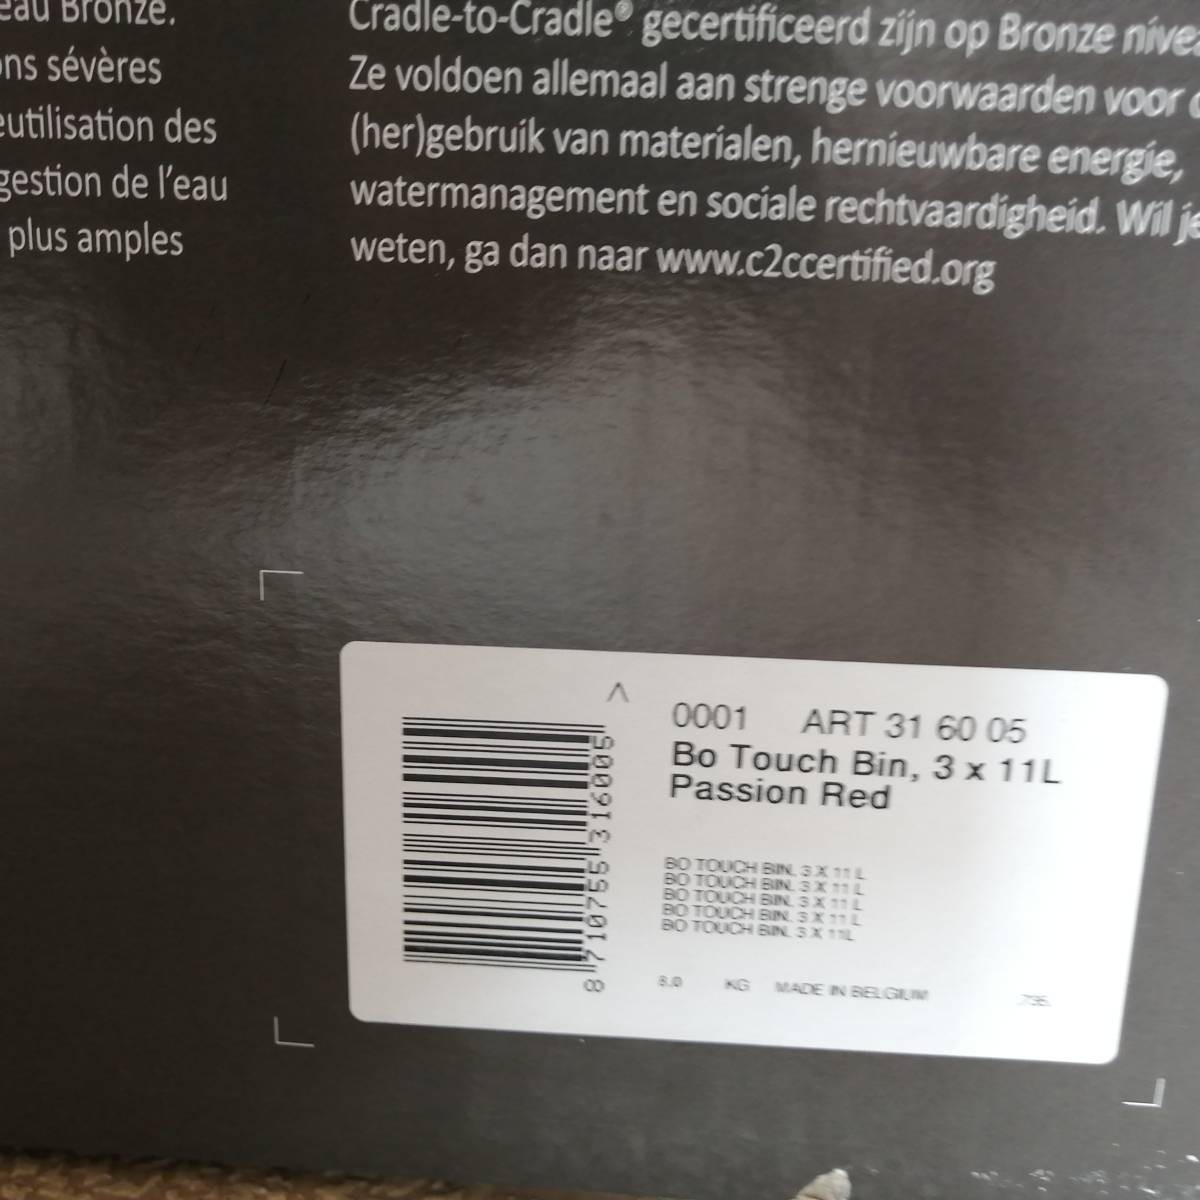 eau Bronze.
ons sévères
eutilisation des
gestion de l'eau
plus amples
Cradle-to-Cradle® gecertificeerd zijn op Bronze nive
Ze voldoen allemaal aan strenge voorwaarden voor
(her)gebruik van materialen, hernieuwbare energie,
watermanagement en sociale rechtvaardigheid. Wil je
weten, ga dan naar www.c2ccertified.org
0001 ART 31 60 05
Bo Touch Bin, 3 x 11L
Passion Red
BO TOUCH BIN, 3 X 11 L
BO TOUCH BIN, 3 X 11 L
BO TOUCH BIN, 3 X 11 L
BO TOUCH BIN, 3 X 11 L
BO TOUCH BIN, 3 X 11L
8.0 KG MADE IN BELGIUM
8 710755 316005 >